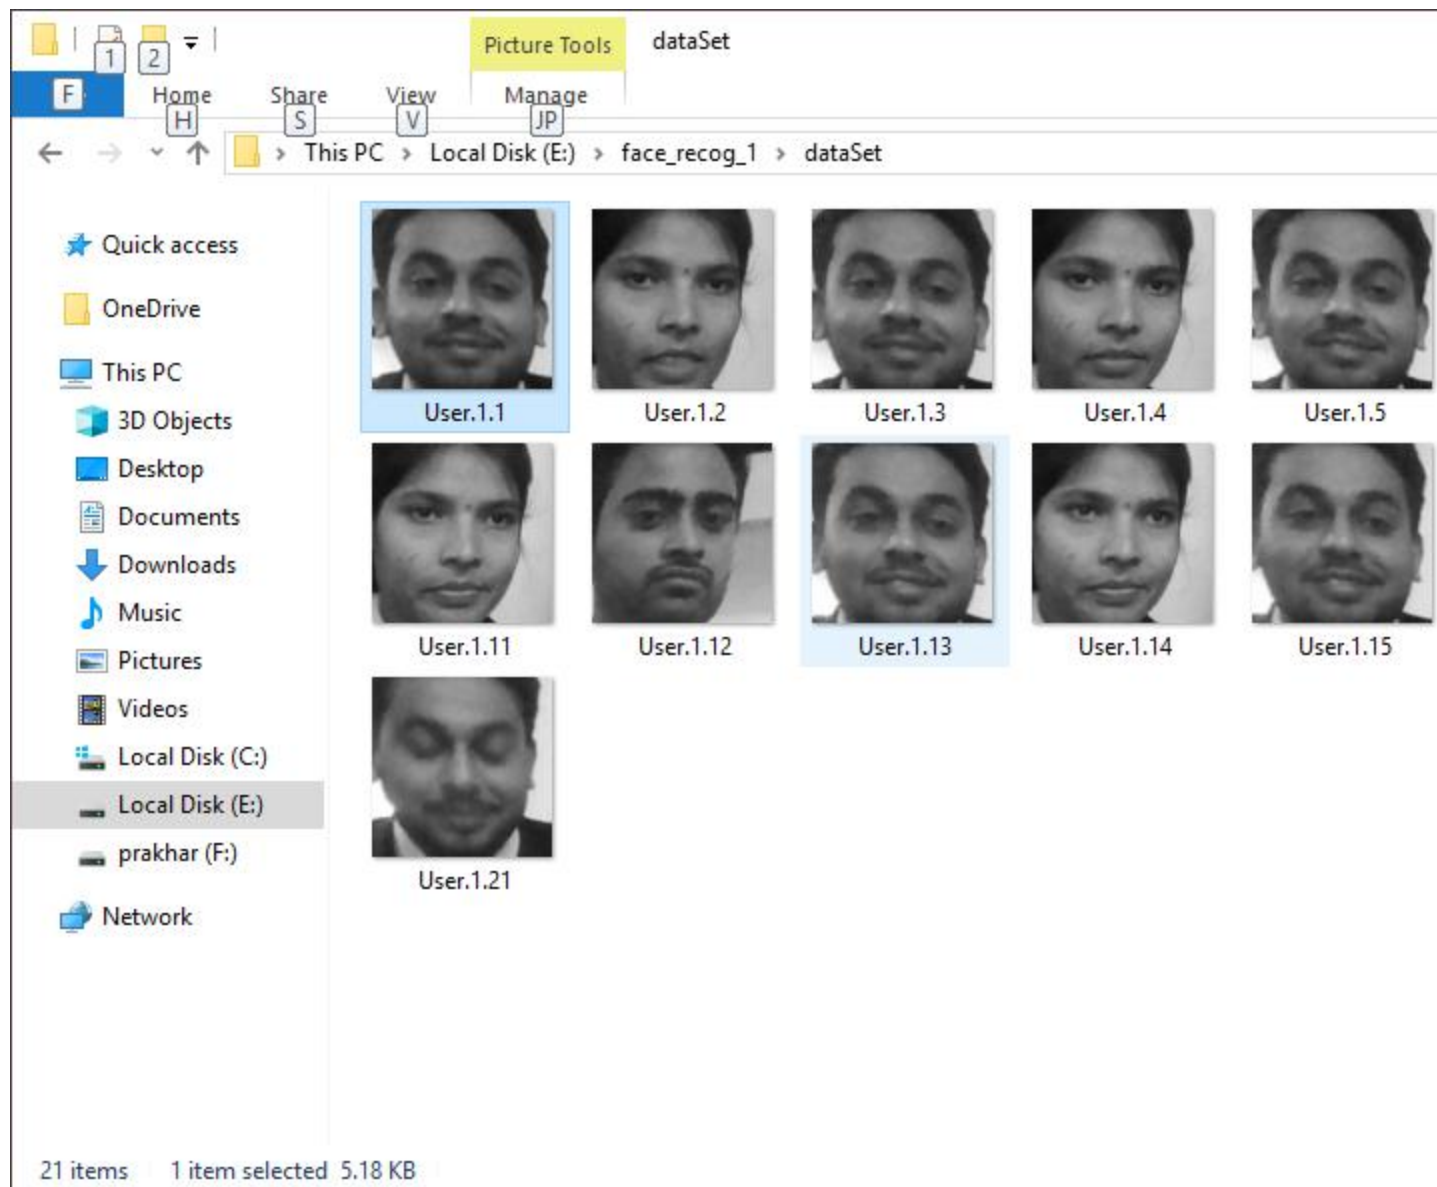 Picture Tools dataSet
1 2
F Home Share View Manage
H S V JP
This PC > Local Disk (E:) > face_recog_1 > dataSet
Quick access
OneDrive
This PC
3D Objects
Desktop
Documents
Downloads
Music
Pictures
Videos
Local Disk (C:)
Local Disk (E:)
prakhar (F:)
Network
User.1.1 User.1.2 User.1.3 User.1.4 User.1.5
User.1.11 User.1.12 User.1.13 User.1.14 User.1.15
User.1.21
21 items 1 item selected 5.18 KB